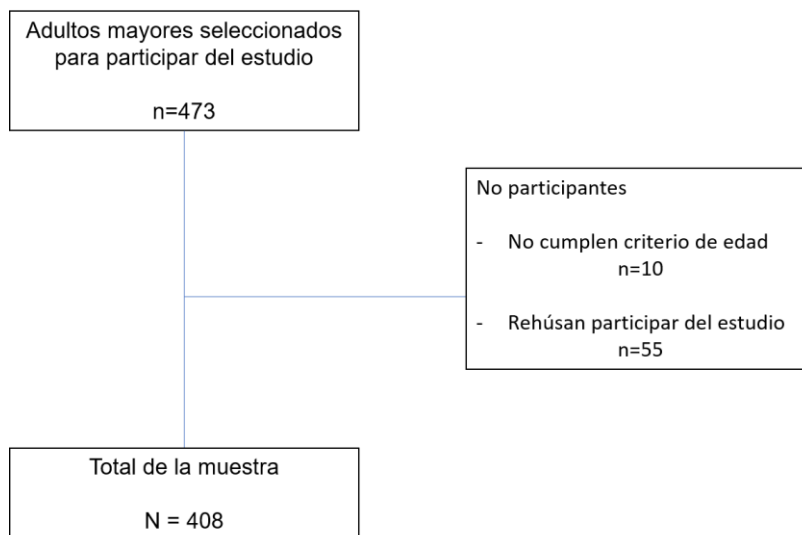 Adultos mayores seleccionados
para participar del estudio
n=473
No participantes
- No cumplen criterio de edad
n=10
- Rehúsan participar del estudio
n=55
Total de la muestra
N = 408